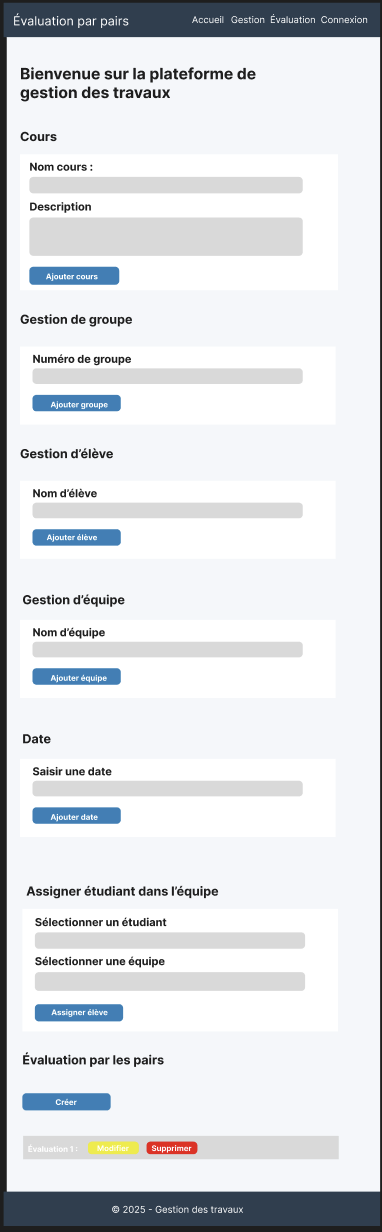 Évaluation par pairs
Accueil Gestion Évaluation Connexion
Bienvenue sur la plateforme de
gestion des travaux
Cours
Nom cours :
Description
Ajouter cours
Gestion de groupe
Numéro de groupe
Ajouter groupe
Gestion d’élève
Nom d’élève
Ajouter élève
Gestion d’équipe
Nom d’équipe
Ajouter équipe
Date
Saisir une date
Ajouter date
Assigner étudiant dans l’équipe
Sélectionner un étudiant
Sélectionner une équipe
Assigner élève
Évaluation par les pairs
Créer
Évaluation 1 : Modifier Supprimer
© 2025 - Gestion des travaux